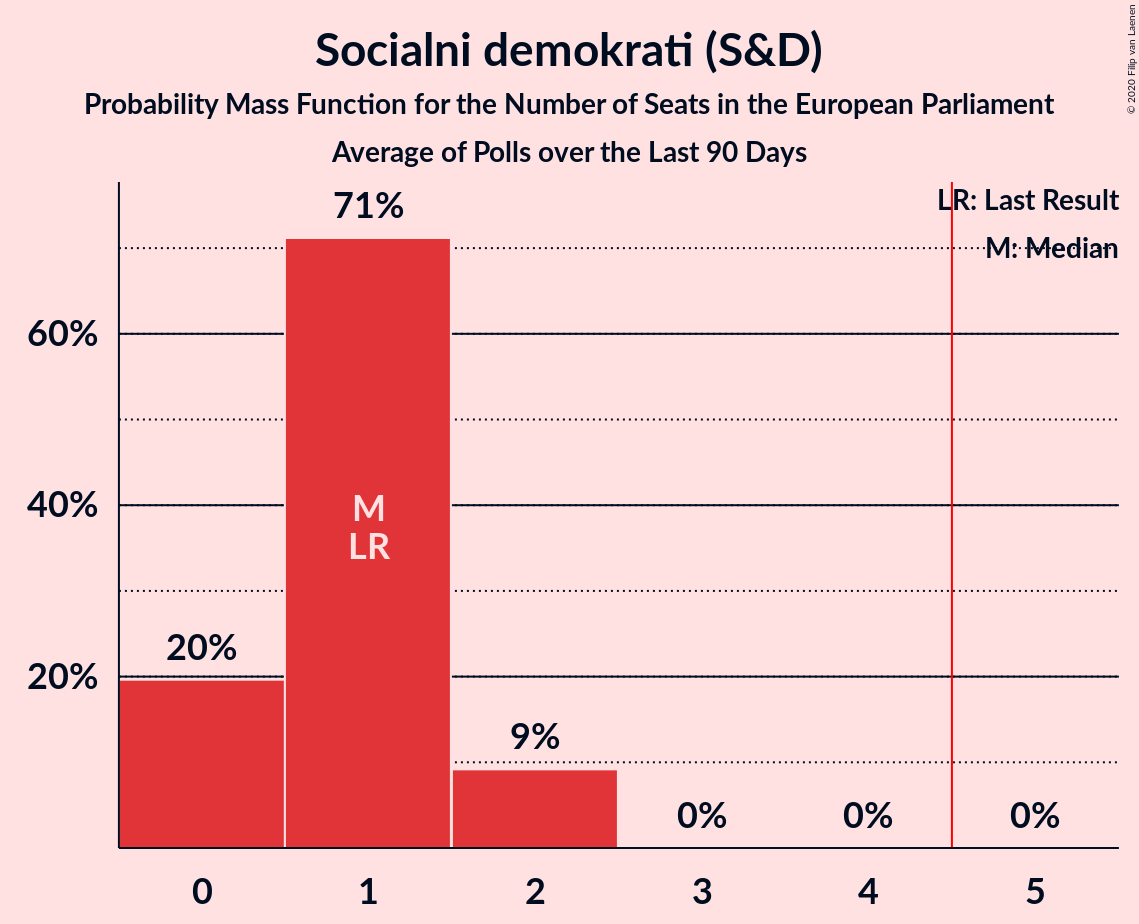 Socialni demokrati (S&D)
Probability Mass Function for the Number of Seats in the European Parliament
Average of Polls over the Last 90 Days
© 2020 Filip van Laenen
LR: Last Result
M: Median
71%
60%
40%
20%
M
LR
20%
9%
0%
0%
0%
0
1
2
3
4
5